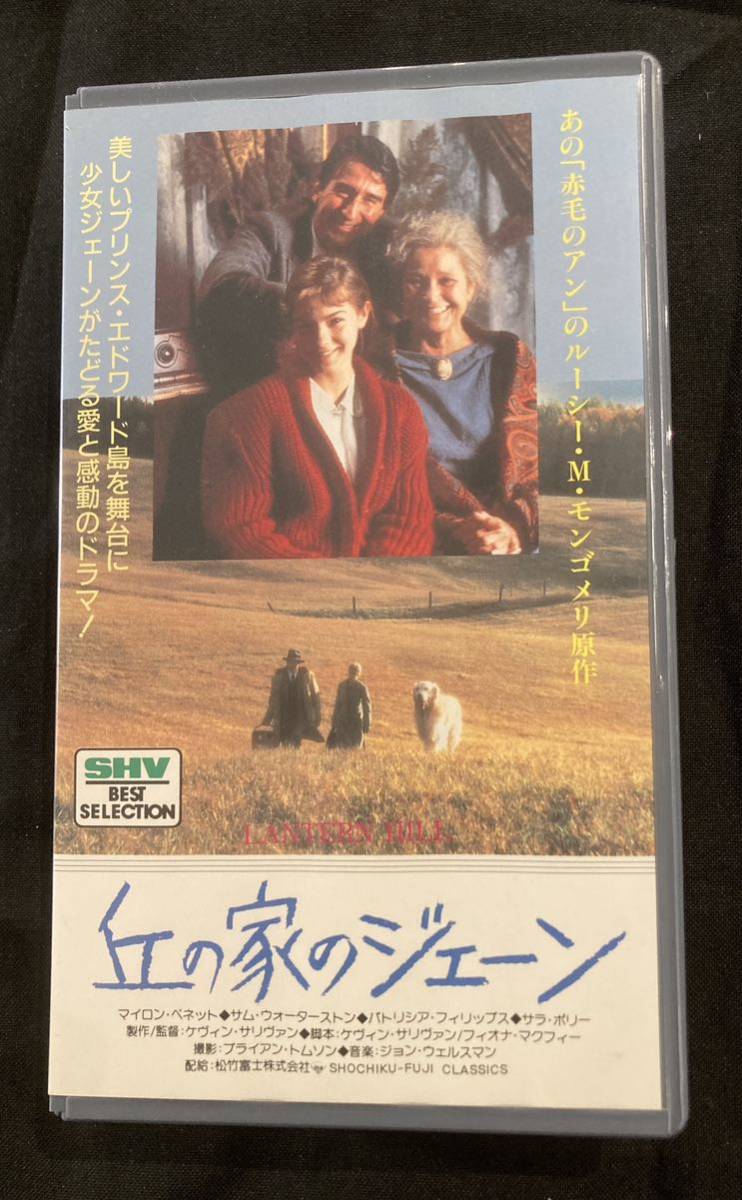 あの「赤毛のアン」のルーシー・M・モンゴメリ原作
美しいプリンス・エドワード島を舞台に
少女ジェーンがたどる愛と感動のドラマ!
SHV
BEST
SELECTION
LANTERN HILL
丘の家のジェーン
マイロン・ベネット◆サム・ウォーターストン◆パトリシア・フィリップス◆サラ・ポリー
製作/監督:ケヴィン・サリヴァン◆脚本:ケヴィン・サリヴァン/フィオナ・マクフィー
撮影:ブライアン・トムソン◆音楽:ジョン・ウェルスマン
配給:松竹富士株式会社 SHOCHIKU-FUJI CLASSICS